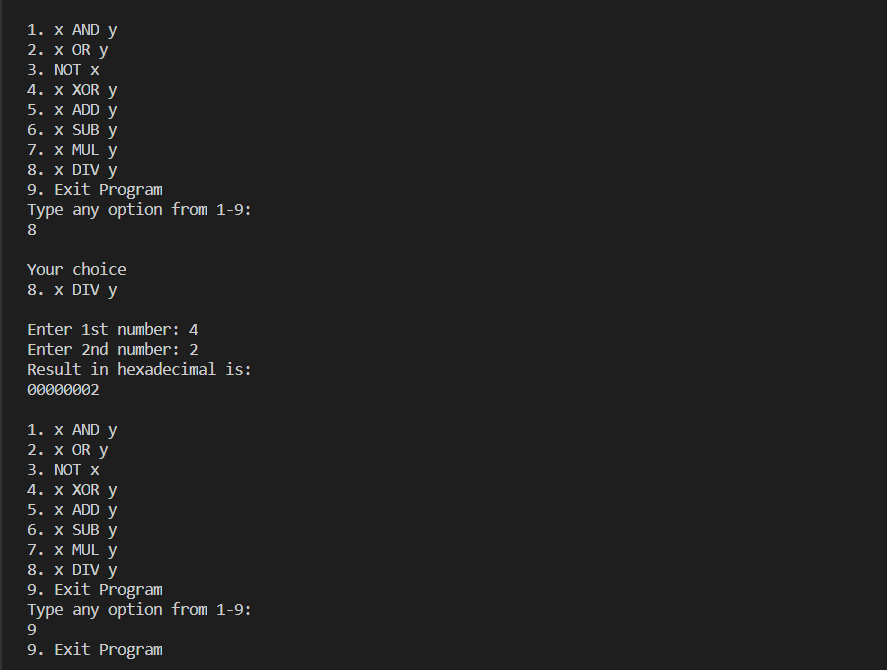 1. x AND y
2. x OR y
3. NOT x
4. x XOR y
5. x ADD y
6. x SUB y
7. x MUL y
8. x DIV y
9. Exit Program
Type any option from 1-9:
8
Your choice
8. x DIV y
Enter 1st number: 4
Enter 2nd number: 2
Result in hexadecimal is:
00000002
1. x AND y
2. x OR y
3. NOT x
4. x XOR y
5. x ADD y
6. x SUB y
7. x MUL y
8. x DIV y
9. Exit Program
Type any option from 1-9:
9
9. Exit Program